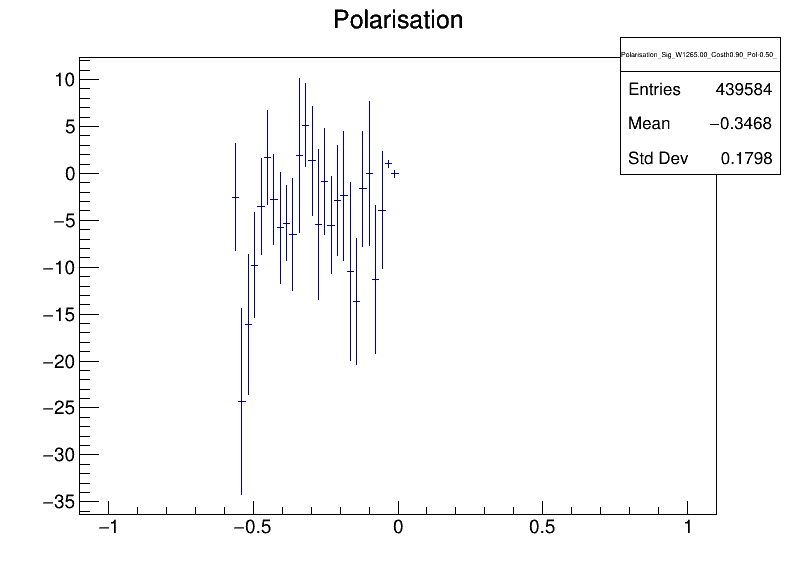 Polarisation
Polarisation_Sig_W1265.00_Costh0.90_Pol-0.50_
Entries 439584
Mean −0.3468
Std Dev 0.1798
10
5
0
−5
−10
−15
−20
−25
−30
−35
−1 −0.5 0 0.5 1